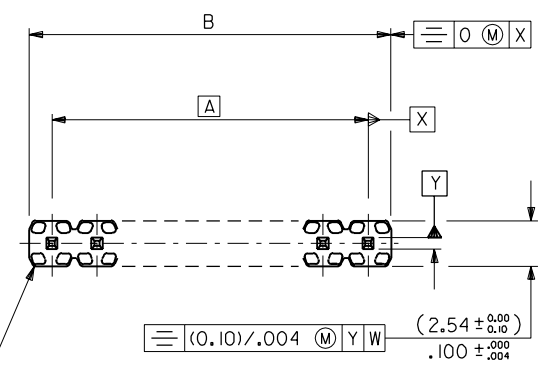 B
⌯ 0 Ⓜ X
A
X
Y
⌯ (0.10)/.004 Ⓜ Y W
(2.54 ± 0.00 0.10)
.100 ± .000 .004